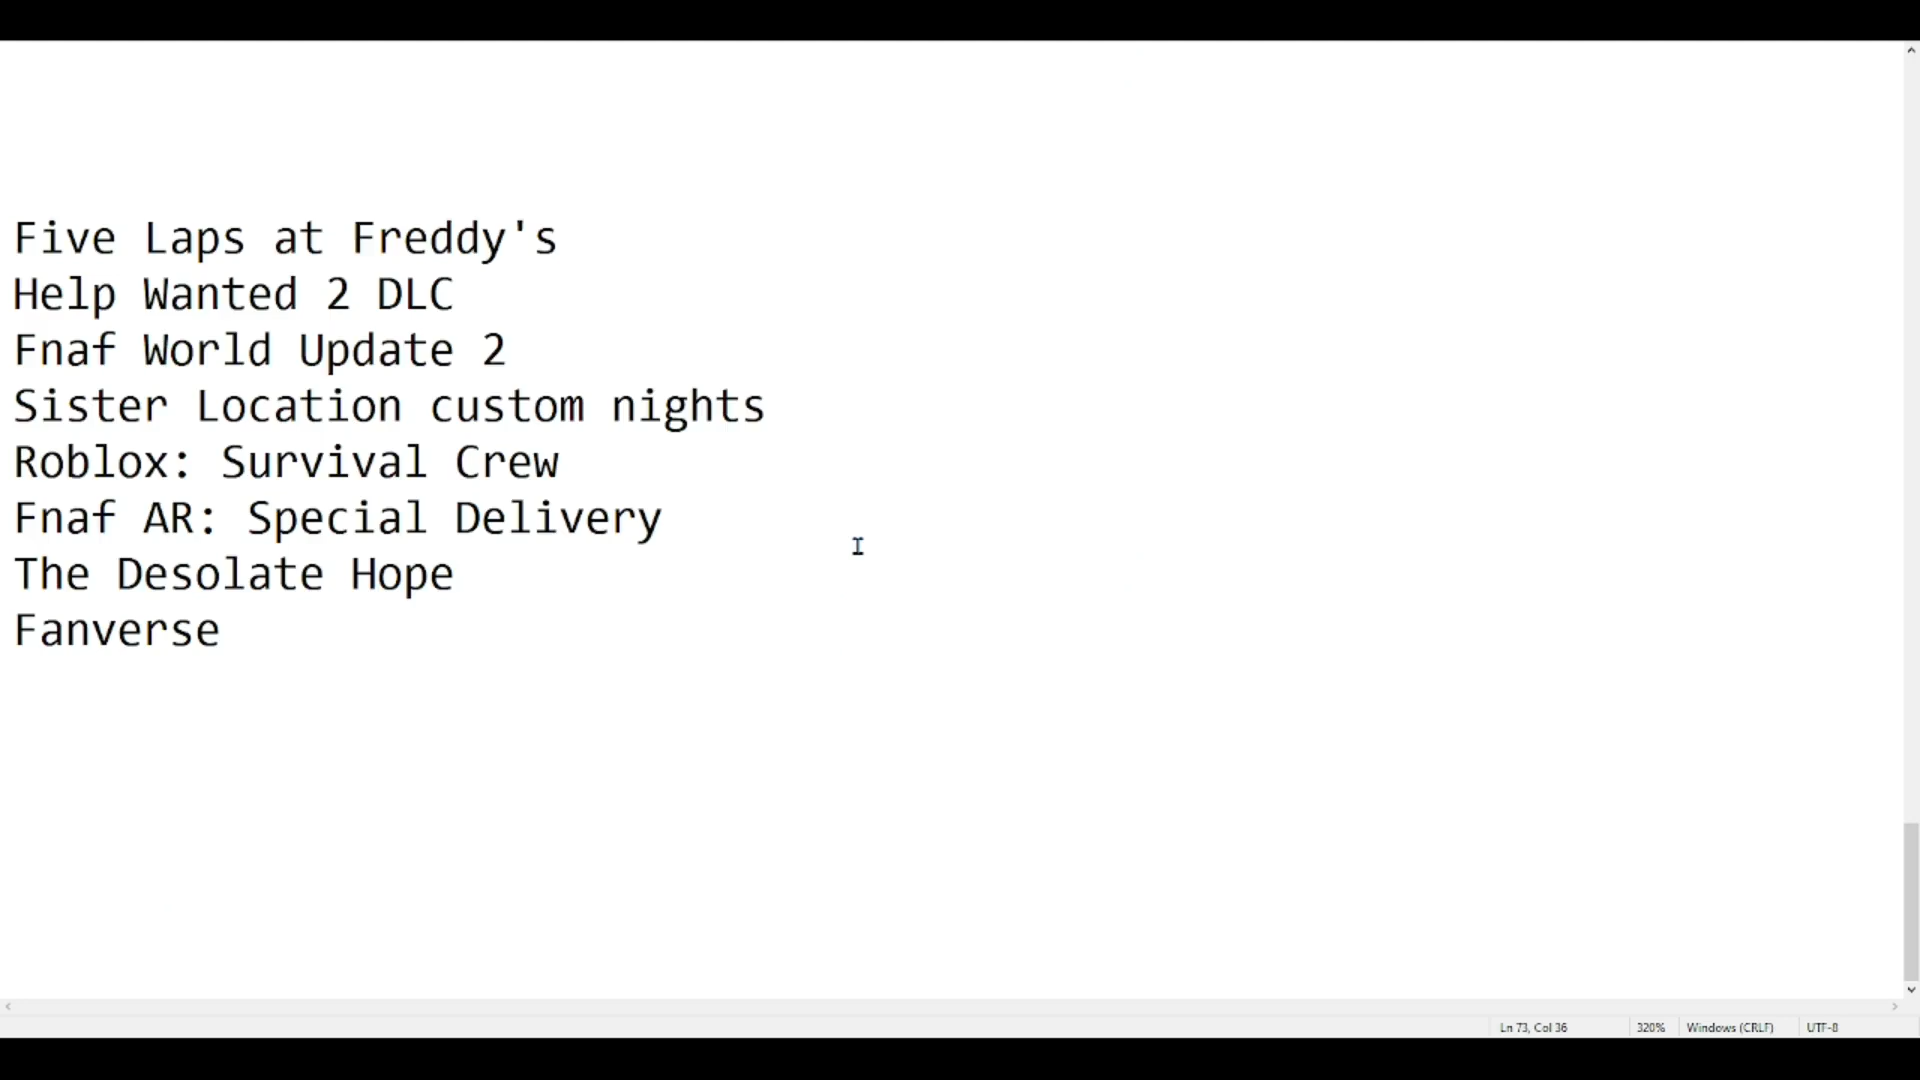 Five Laps at Freddy's
Help Wanted 2 DLC
Fnaf World Update 2
Sister Location custom nights
Roblox: Survival Crew
Fnaf AR: Special Delivery
The Desolate Hope
Fanverse
Ln 73, Col 36 320% Windows (CRLF) UTF-8